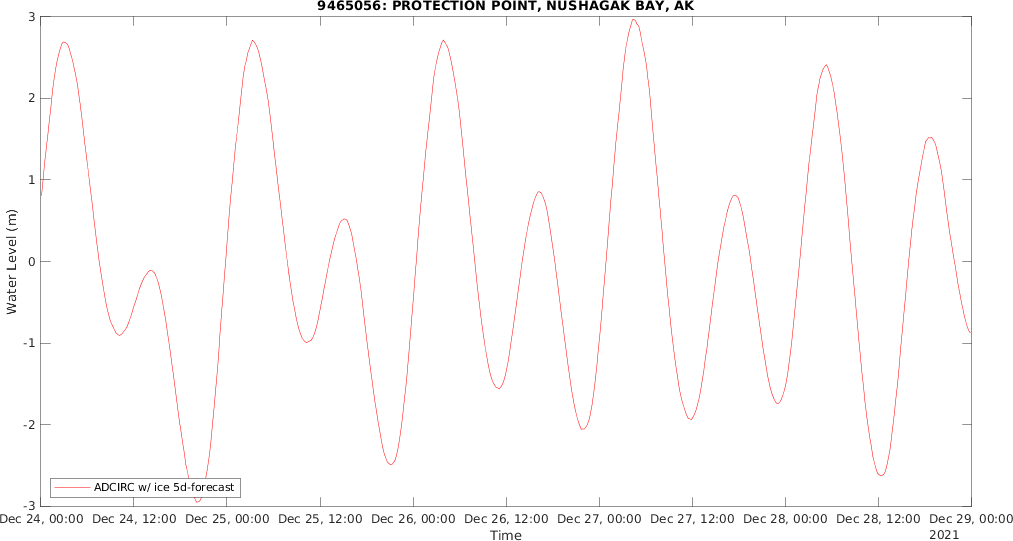 9465056: PROTECTION POINT, NUSHAGAK BAY, AK
Water Level (m)
3
2
1
0
-1
-2
-3
ADCIRC w/ ice 5d-forecast
Dec 24, 00:00 Dec 24, 12:00 Dec 25, 00:00 Dec 25, 12:00 Dec 26, 00:00 Dec 26, 12:00 Dec 27, 00:00 Dec 27, 12:00 Dec 28, 00:00 Dec 28, 12:00 Dec 29, 00:00
Time
2021